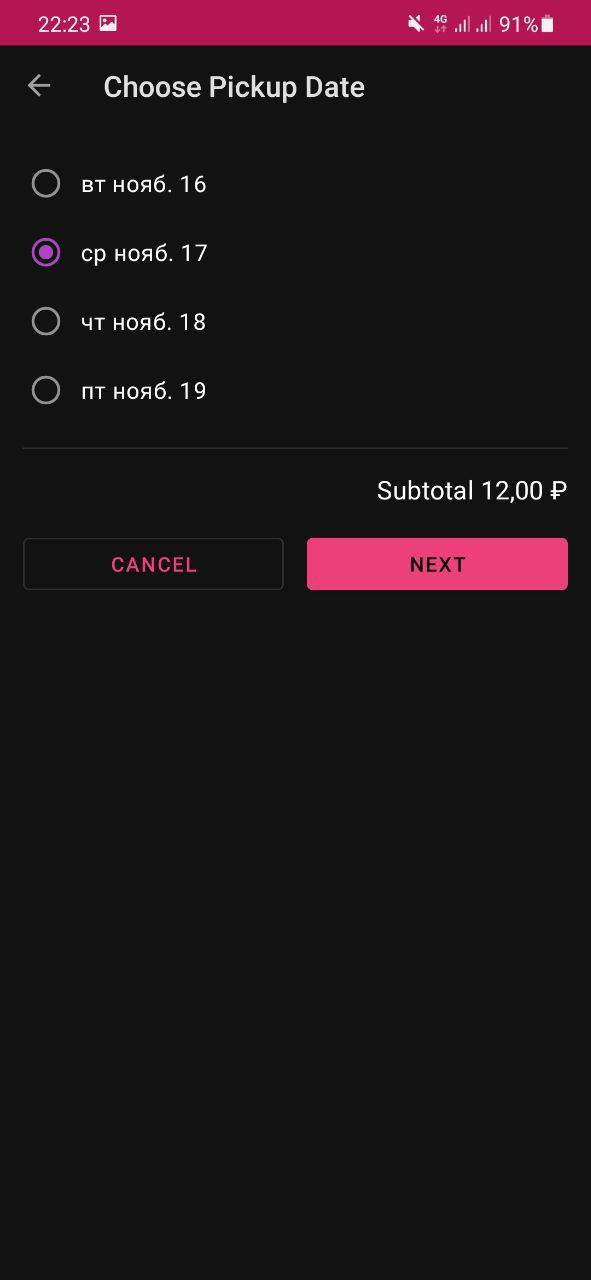 22:23 4G 91%
Choose Pickup Date
вт нояб. 16
ср нояб. 17
чт нояб. 18
пт нояб. 19
Subtotal 12,00 ₽
CANCEL NEXT